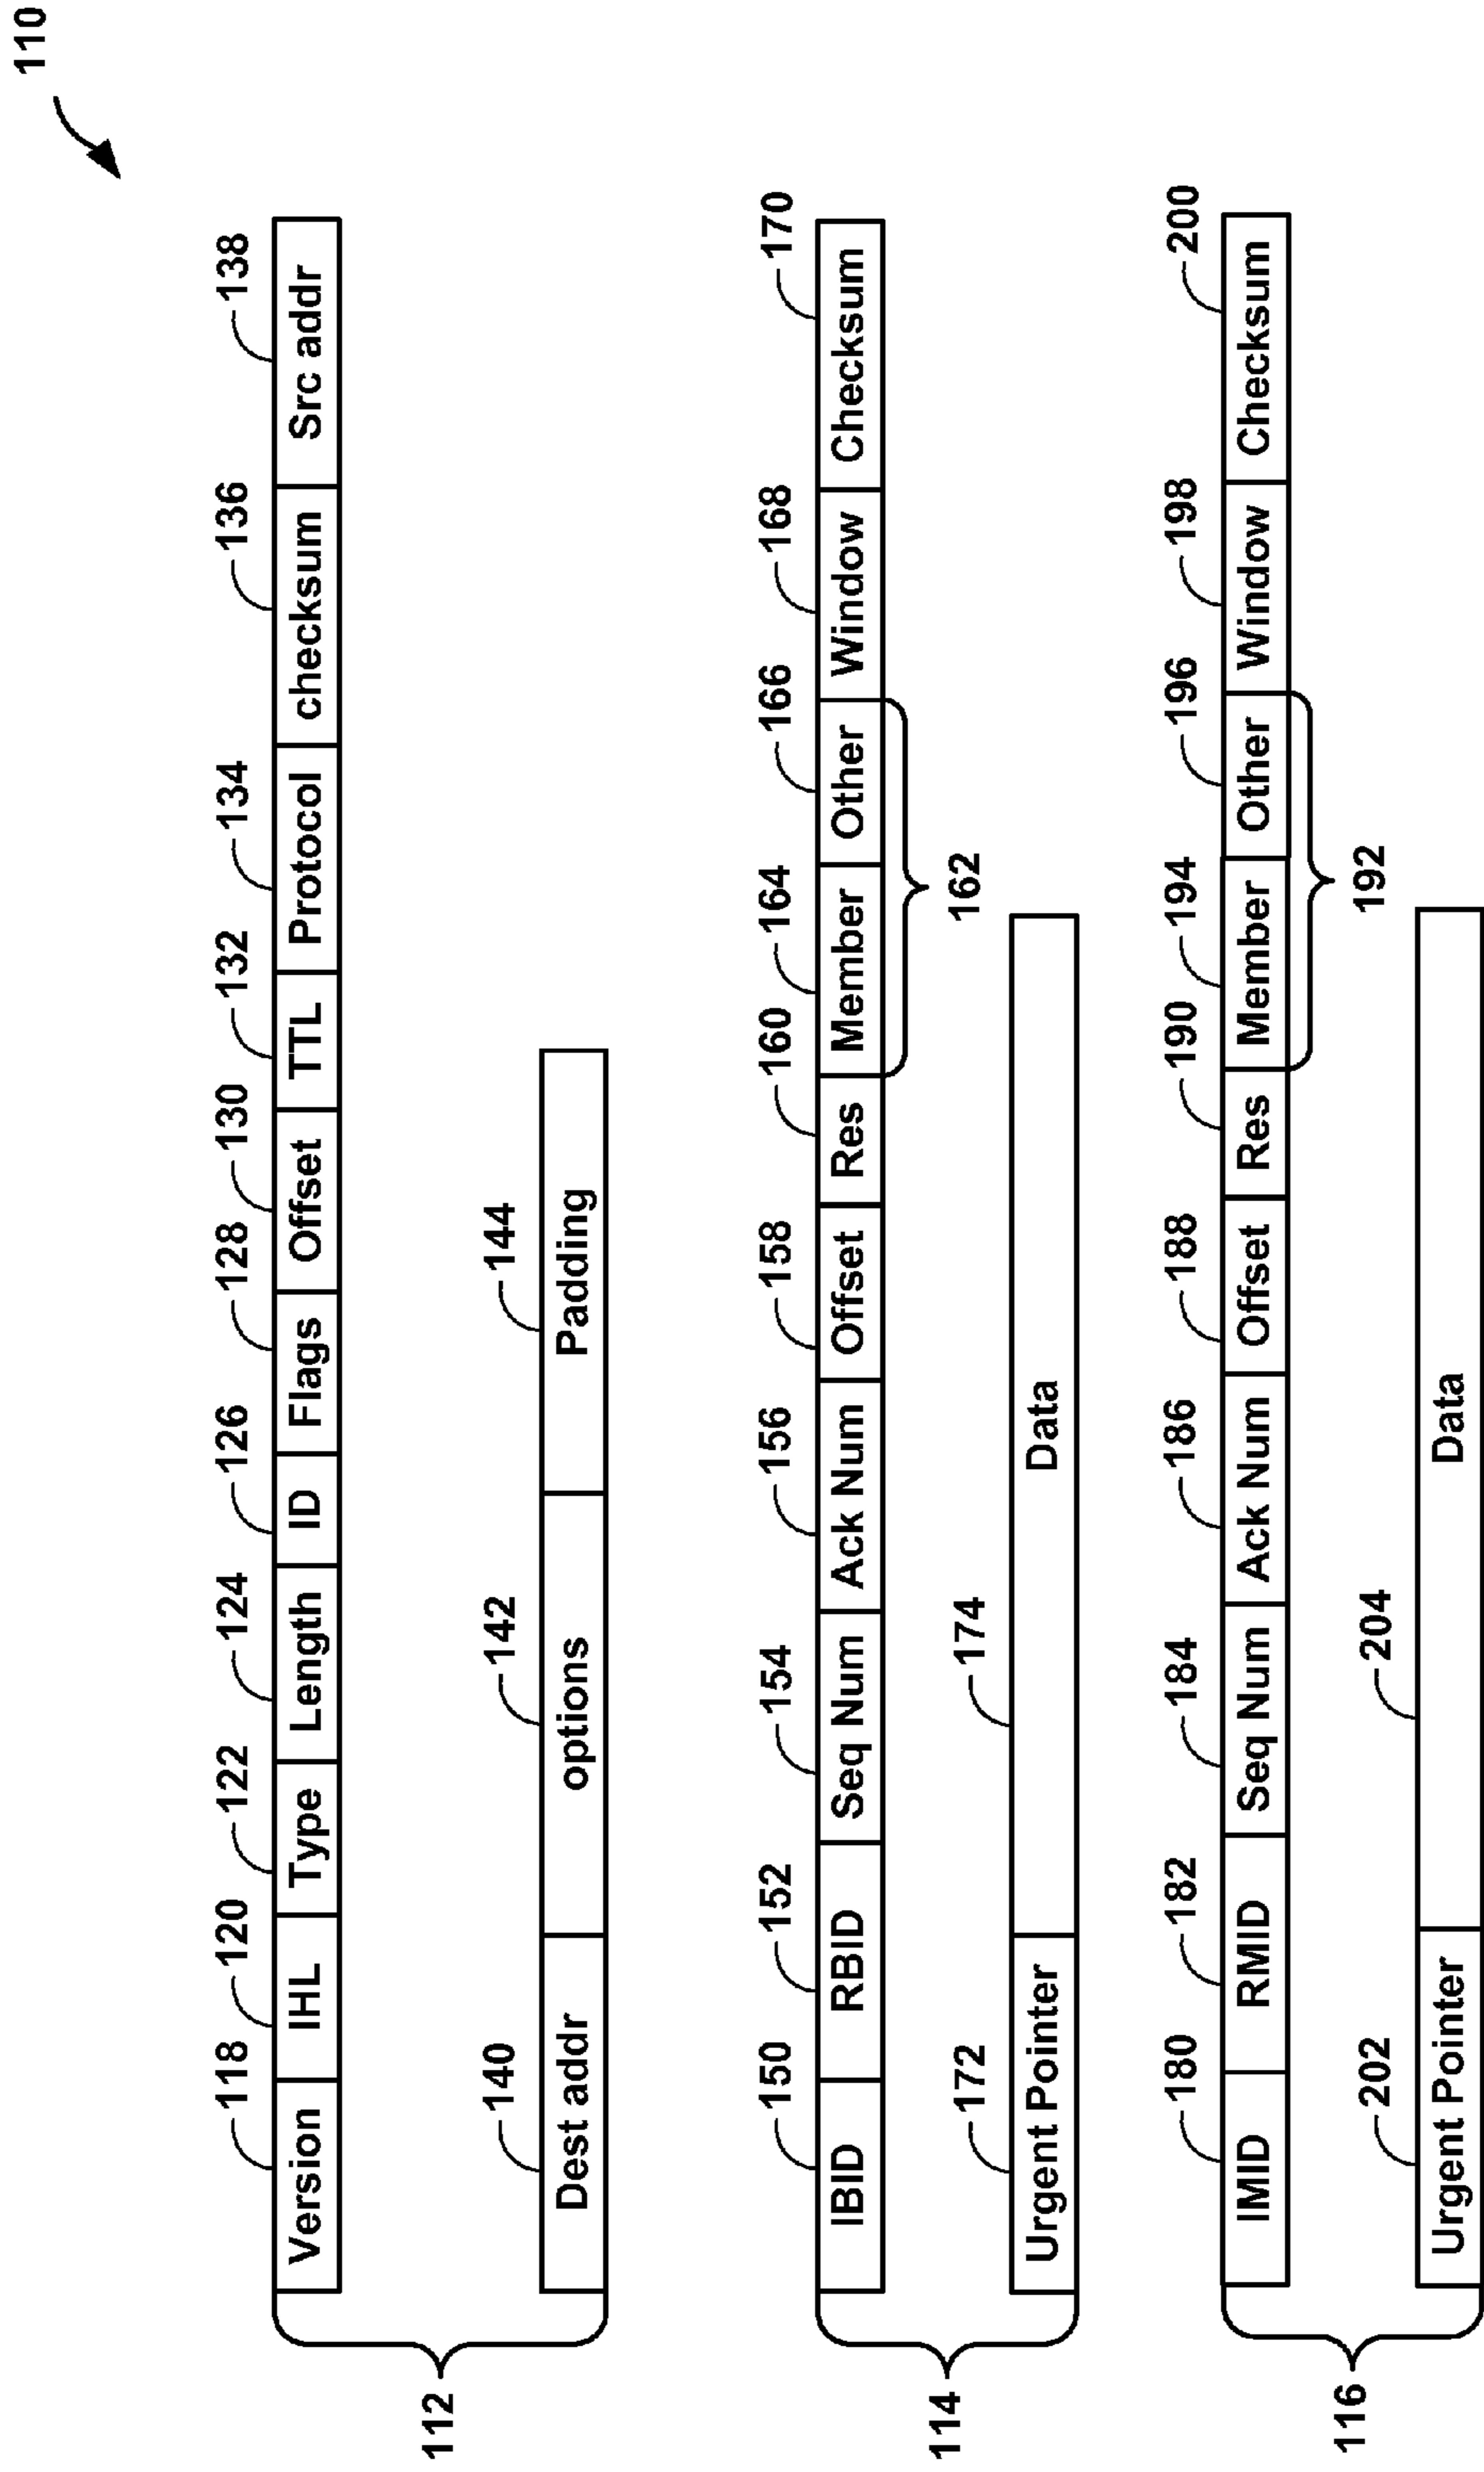 110
118 120 122 124 126 128 130 132 134 136 138
Version IHL Type Length ID Flags Offset TTL Protocol checksum Src addr
112
140 142 144
Dest addr options Padding
150 152 154 156 158 160 164 166 168 170
IBID RBID Seq Num Ack Num Offset Res Member Other Window Checksum
162
114
172 174
Urgent Pointer Data
180 182 184 186 188 190 194 196 198 200
IMID RMID Seq Num Ack Num Offset Res Member Other Window Checksum
192
116
202 204
Urgent Pointer Data